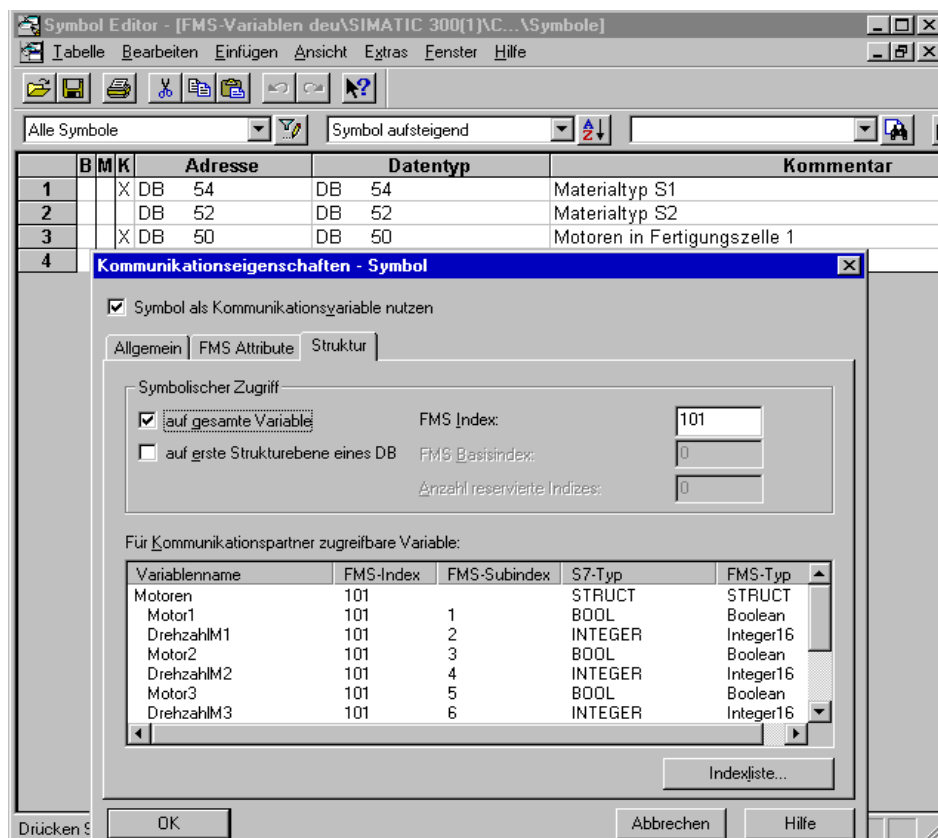 Symbol Editor - [FMS-Variablen deu\SIMATIC 300(1)\C...\Symbole]
Tabelle Bearbeiten Einfügen Ansicht Extras Fenster Hilfe
Alle Symbole Symbol aufsteigend
B M K Adresse Datentyp Kommentar
1 X DB 54 DB 54 Materialtyp S1
2 DB 52 DB 52 Materialtyp S2
3 X DB 50 DB 50 Motoren in Fertigungszelle 1
4
Kommunikationseigenschaften - Symbol
Symbol als Kommunikationsvariable nutzen
Allgemein FMS Attribute Struktur
Symbolischer Zugriff
auf gesamte Variable FMS Index: 101
auf erste Strukturebene eines DB FMS Basisindex: 0
Anzahl reservierte Indizes: 0
Für Kommunikationspartner zugreifbare Variable:
Variablenname FMS-Index FMS-Subindex S7-Typ FMS-Typ
Motoren 101 STRUCT STRUCT
Motor1 101 1 BOOL Boolean
DrehzahlM1 101 2 INTEGER Integer16
Motor2 101 3 BOOL Boolean
DrehzahlM2 101 4 INTEGER Integer16
Motor3 101 5 BOOL Boolean
DrehzahlM3 101 6 INTEGER Integer16
Indexliste...
Drücken S OK Abbrechen Hilfe